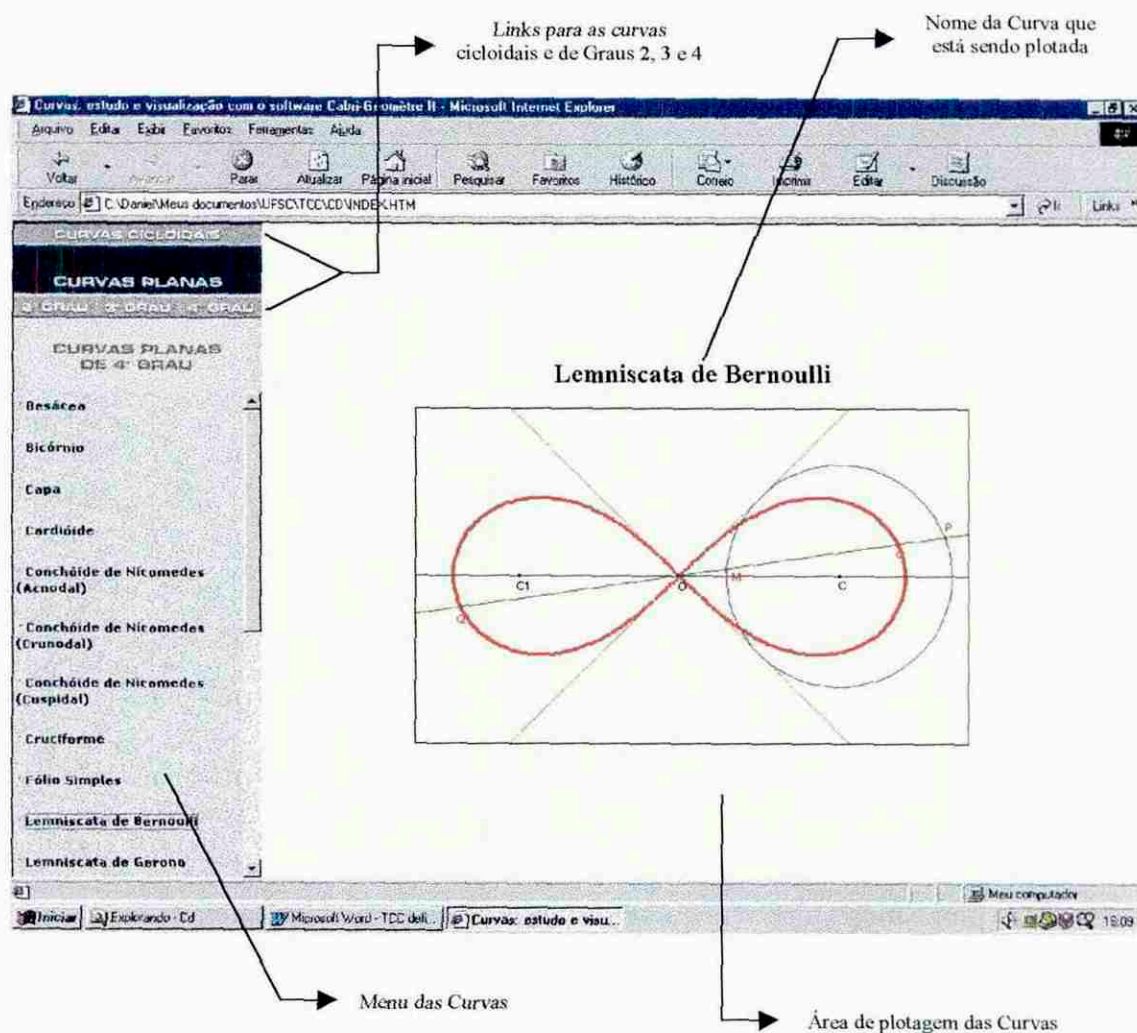 Links para as curvas
cicloidais e de Graus 2, 3 e 4
Nome da Curva que
está sendo plotada
Curvas: estudo e visualização com o software Cabri-Géomètre II - Microsoft Internet Explorer
Arquivo Editar Exibir Favoritos Ferramentas Ajuda
Voltar Avançar Parar Atualizar Página inicial Pesquisar Favoritos Histórico Correio Imprimir Editar Discussão
Endereço C:\Daniel\Meus documentos\UFSC\TCC\CD\INDEX.HTM Links
CURVAS CICLOIDAIS
CURVAS PLANAS
2º GRAU 3º GRAU 4º GRAU
CURVAS PLANAS
DE 4º GRAU
Besácea
Bicórnio
Capa
Cardióide
Conchóide de Nicomedes
(Acnodal)
Conchóide de Nicomedes
(Crunodal)
Conchóide de Nicomedes
(Cuspidal)
Cruciforme
Fólio Simples
Lemniscata de Bernoulli
Lemniscata de Gerono
Lemniscata de Bernoulli
P
C1 O M C
Meu computador
Iniciar Explorando - Cd Microsoft Word - TCC defi... Curvas: estudo e visu... 18:09
Menu das Curvas
Área de plotagem das Curvas